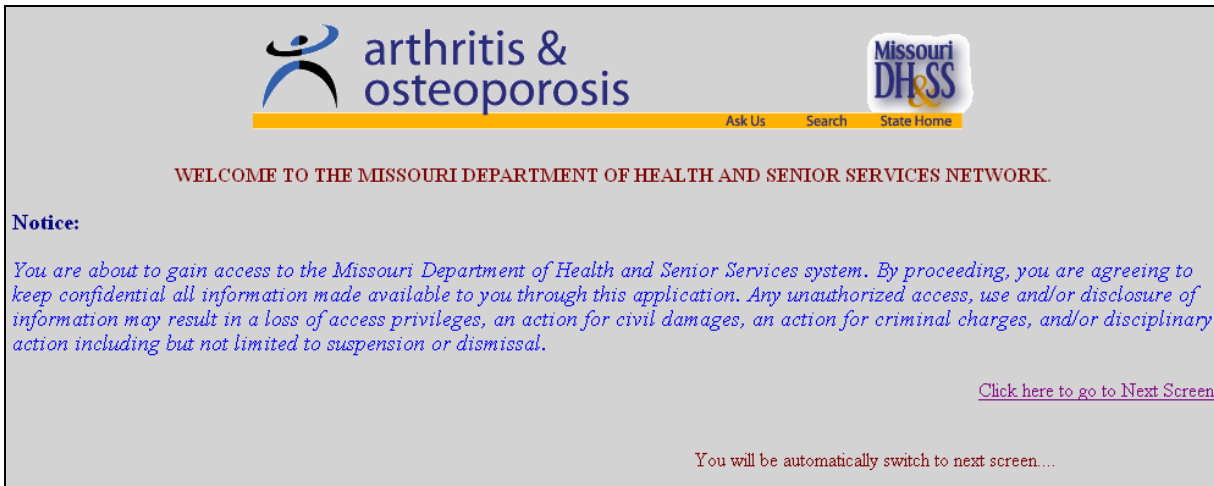 arthritis &
osteoporosis
Missouri
DH&SS
Ask Us Search State Home
WELCOME TO THE MISSOURI DEPARTMENT OF HEALTH AND SENIOR SERVICES NETWORK.
Notice:
You are about to gain access to the Missouri Department of Health and Senior Services system. By proceeding, you are agreeing to
keep confidential all information made available to you through this application. Any unauthorized access, use and/or disclosure of
information may result in a loss of access privileges, an action for civil damages, an action for criminal charges, and/or disciplinary
action including but not limited to suspension or dismissal.
Click here to go to Next Screen
You will be automatically switch to next screen....